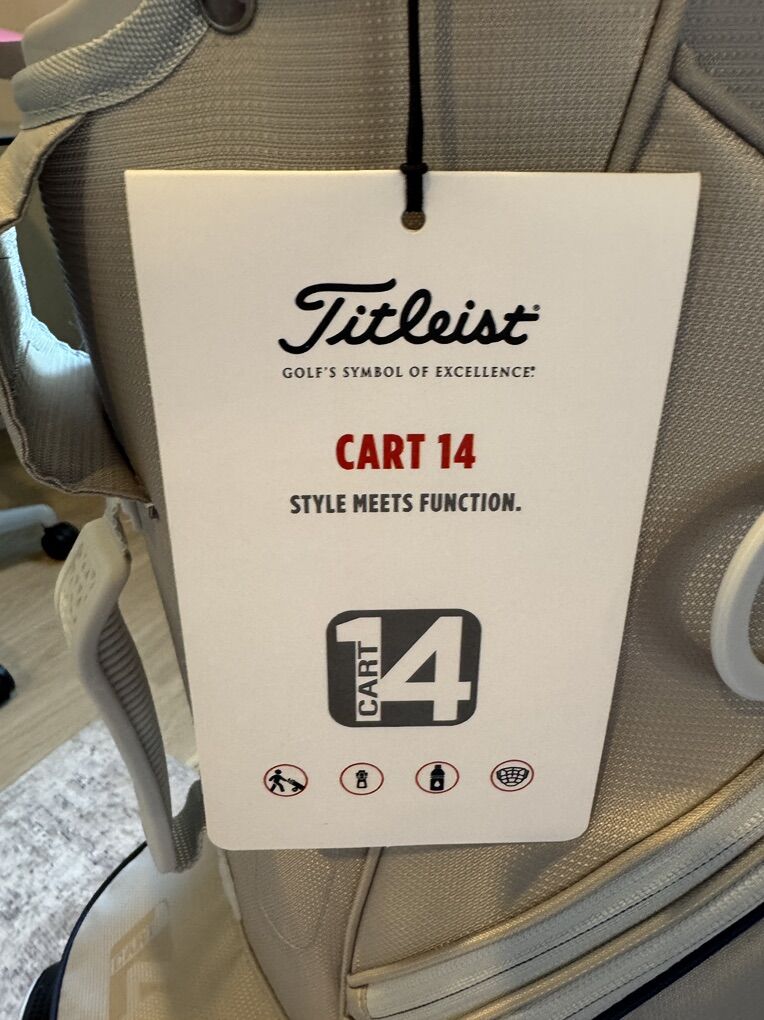 Titleist®
GOLF'S SYMBOL OF EXCELLENCE®
CART 14
STYLE MEETS FUNCTION.
CART
14